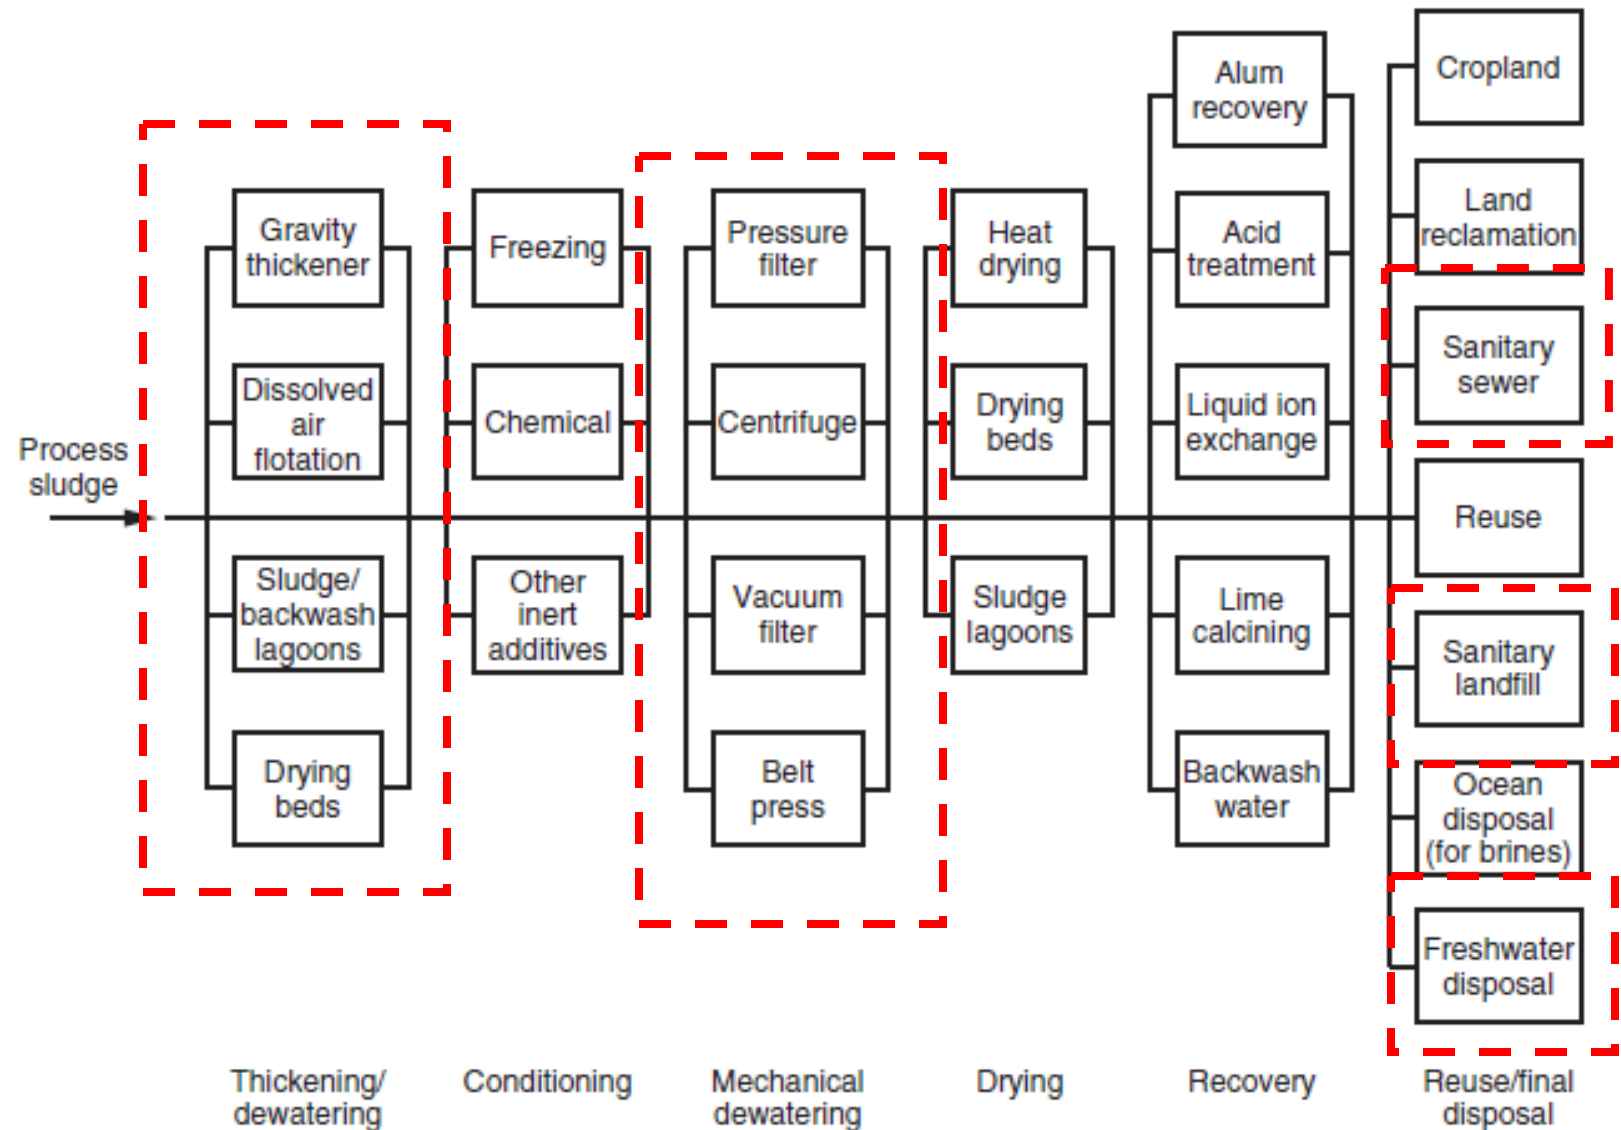 Process
sludge
Gravity
thickener
Dissolved
air
flotation
Sludge/
backwash
lagoons
Drying
beds
Thickening/
dewatering
Freezing
Chemical
Other
inert
additives
Conditioning
Pressure
filter
Centrifuge
Vacuum
filter
Belt
press
Mechanical
dewatering
Heat
drying
Drying
beds
Sludge
lagoons
Drying
Alum
recovery
Acid
treatment
Liquid ion
exchange
Lime
calcining
Backwash
water
Recovery
Cropland
Land
reclamation
Sanitary
sewer
Reuse
Sanitary
landfill
Ocean
disposal
(for brines)
Freshwater
disposal
Reuse/final
disposal